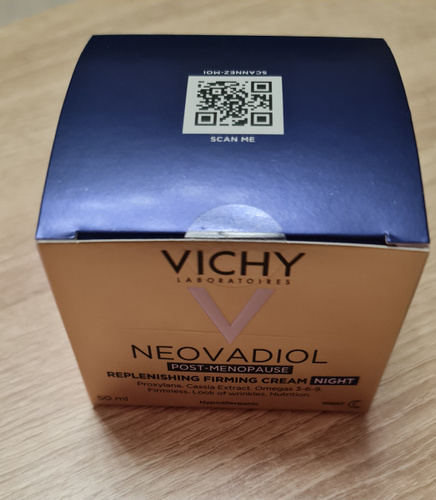 SCANNEZ-MOI
SCAN ME
VICHY
LABORATOIRES
NEOVADIOL
POST-MENOPAUSE
REPLENISHING FIRMING CREAM NIGHT
Proxylane, Cassia Extract, Omegas 3-6-9.
Firmness, Look of wrinkles, Nutrition.
Hypoallergenic.
50 ml